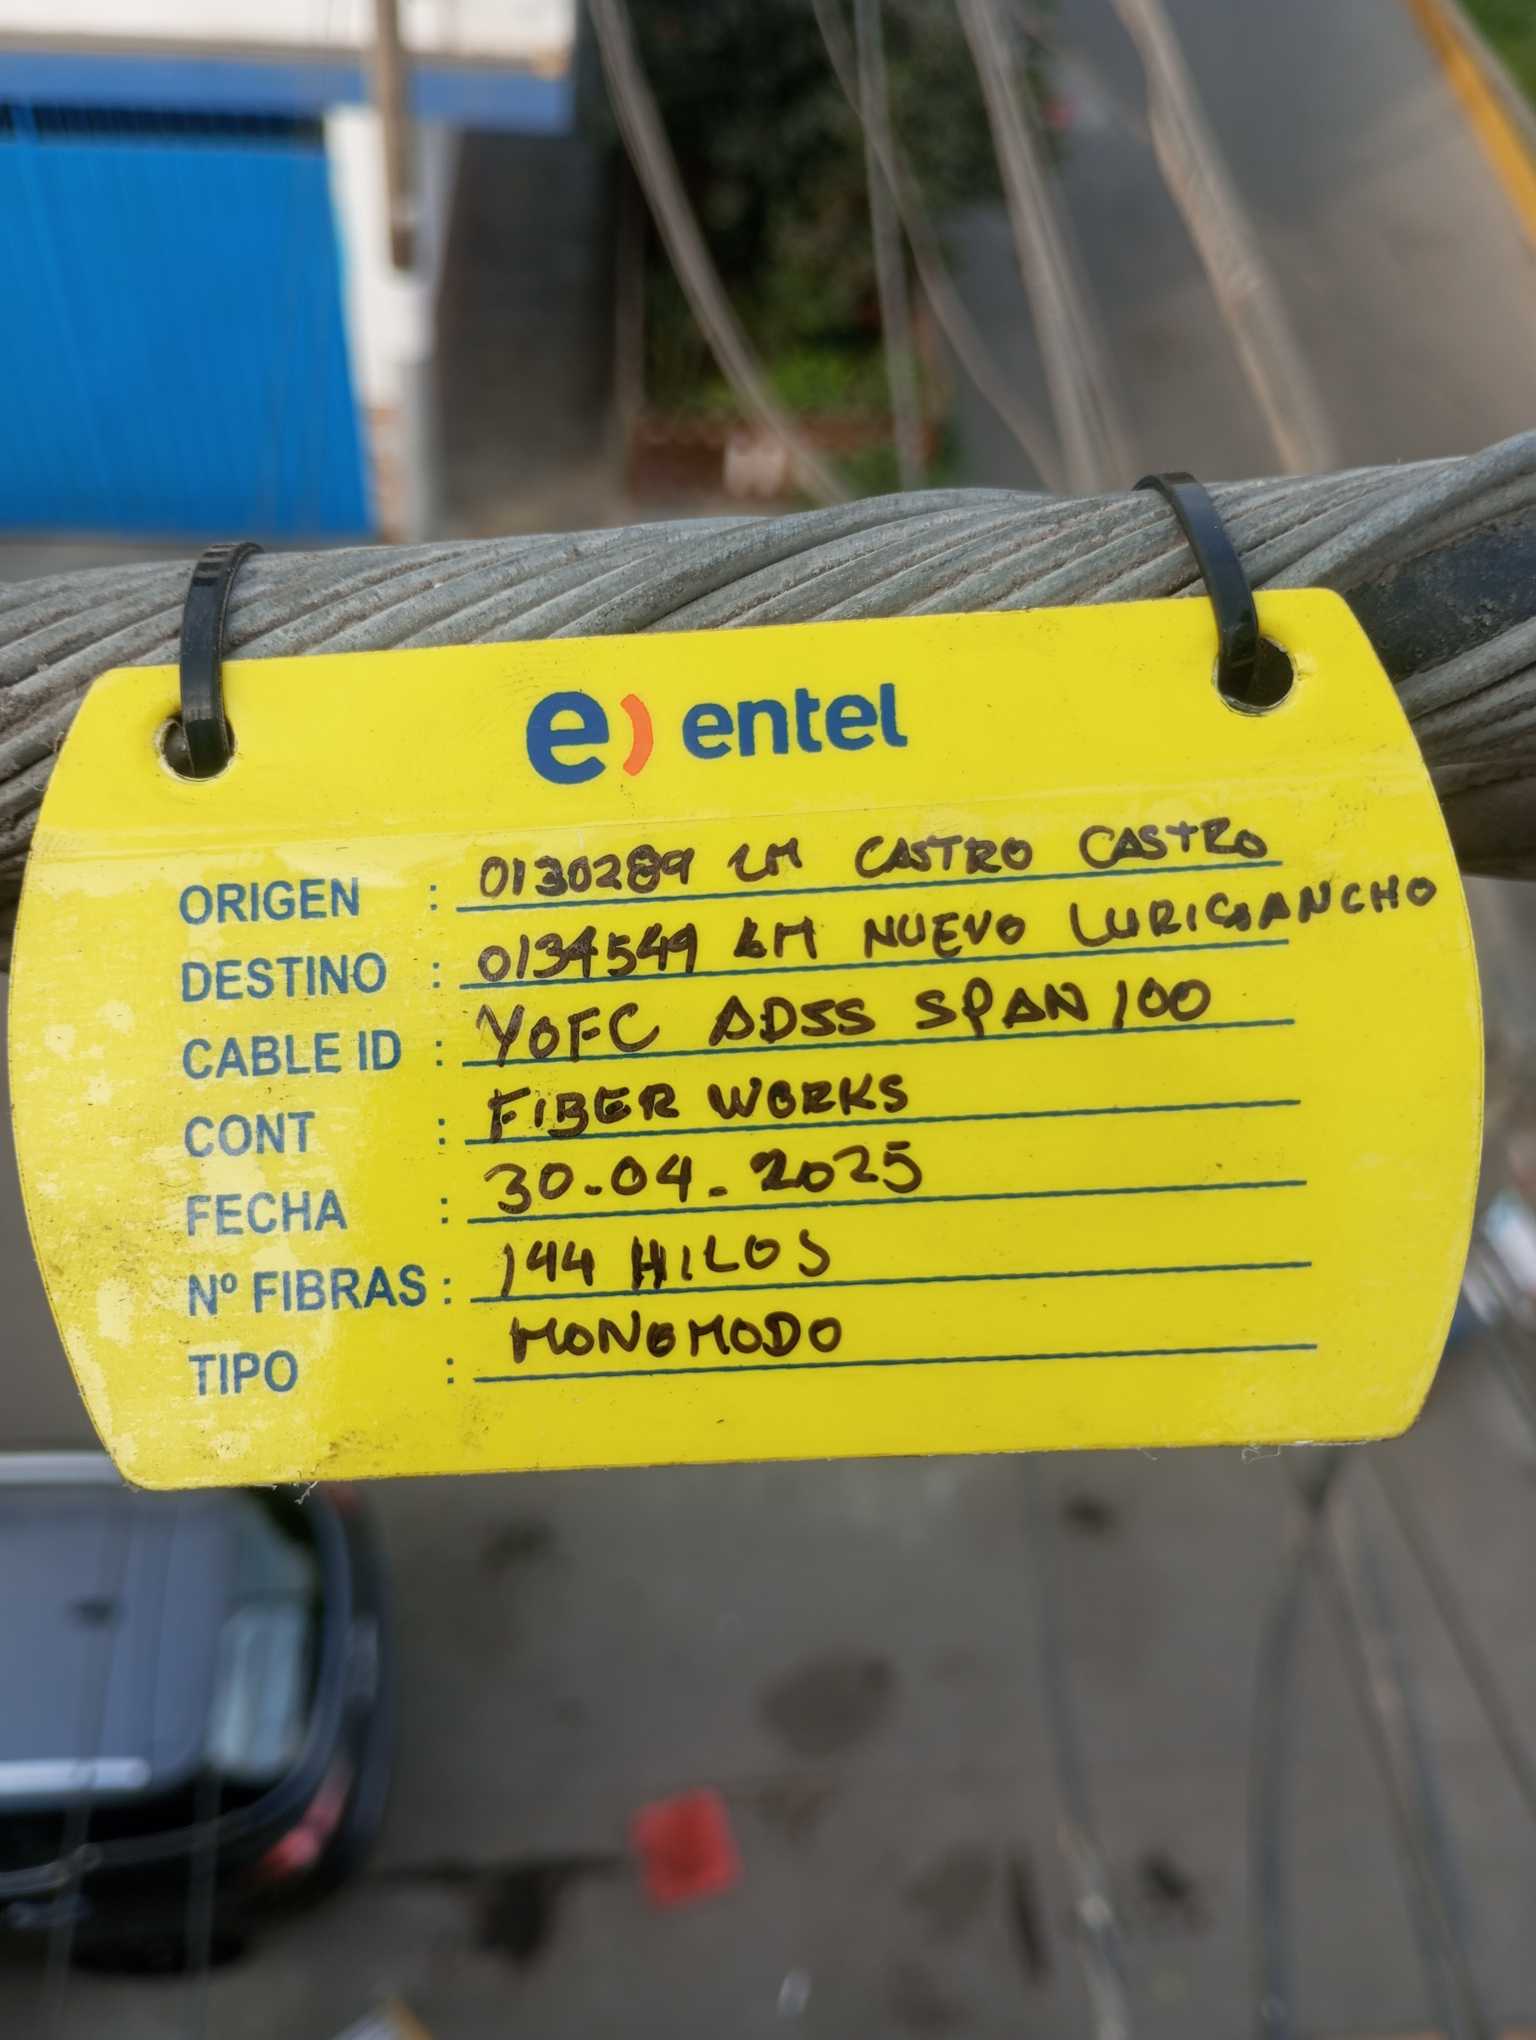 e) entel
ORIGEN : 0130289 LM CASTRO CASTRO
DESTINO : 0134549 LM NUEVO LURIGANCHO
CABLE ID : YOFC ADSS SPAN 100
CONT : FIBER WORKS
FECHA : 30.04.2025
Nº FIBRAS : 144 HILOS
TIPO : MONOMODO